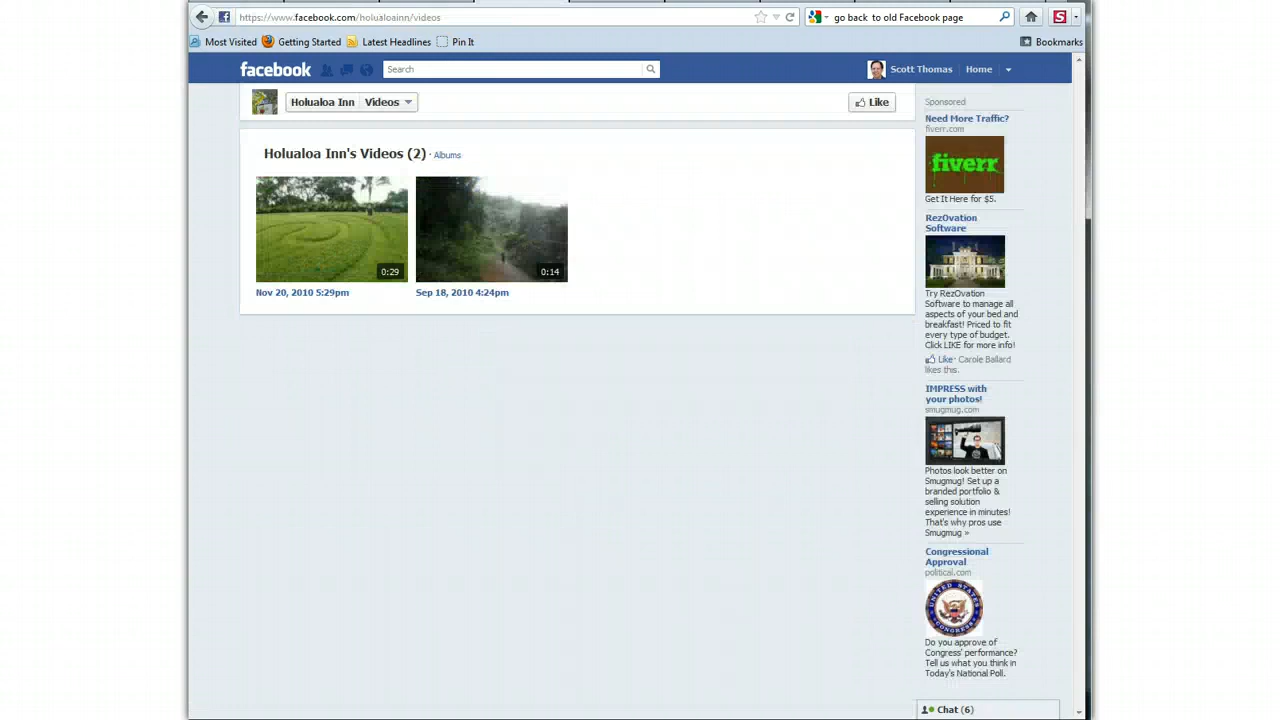 https://www.facebook.com/holualoainn/videos
go back to old Facebook page
Most Visited Getting Started Latest Headlines Pin It
Bookmarks
facebook Search Scott Thomas Home
Holualoa Inn Videos Like
Holualoa Inn's Videos (2) · Albums
0:29 0:14
Nov 20, 2010 5:29pm Sep 18, 2010 4:24pm
Sponsored
Need More Traffic?
fiverr.com
fiverr
Get It Here for $5.
RezOvation
Software
Try RezOvation
Software to manage all
aspects of your bed and
breakfast! Priced to fit
every type of budget.
Click LIKE for more info!
Like · Carole Ballard
likes this.
IMPRESS with
your photos!
smugmug.com
Photos look better on
Smugmug! Set up a
branded portfolio &
selling solution
experience in minutes!
That's why pros use
Smugmug »
Congressional
Approval
political.com
UNITED STATES
CONGRESS
Do you approve of
Congress' performance?
Tell us what you think in
Today's National Poll.
Chat (6)